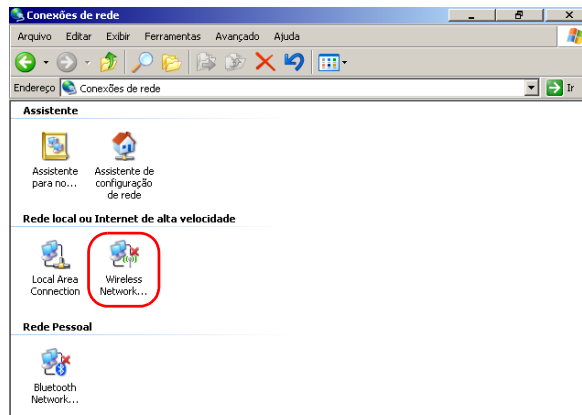 Conexões de rede
Arquivo Editar Exibir Ferramentas Avançado Ajuda
Endereço Conexões de rede Ir
Assistente
Assistente para no...
Assistente de configuração de rede
Rede local ou Internet de alta velocidade
Local Area Connection
Wireless Network...
Rede Pessoal
Bluetooth Network...